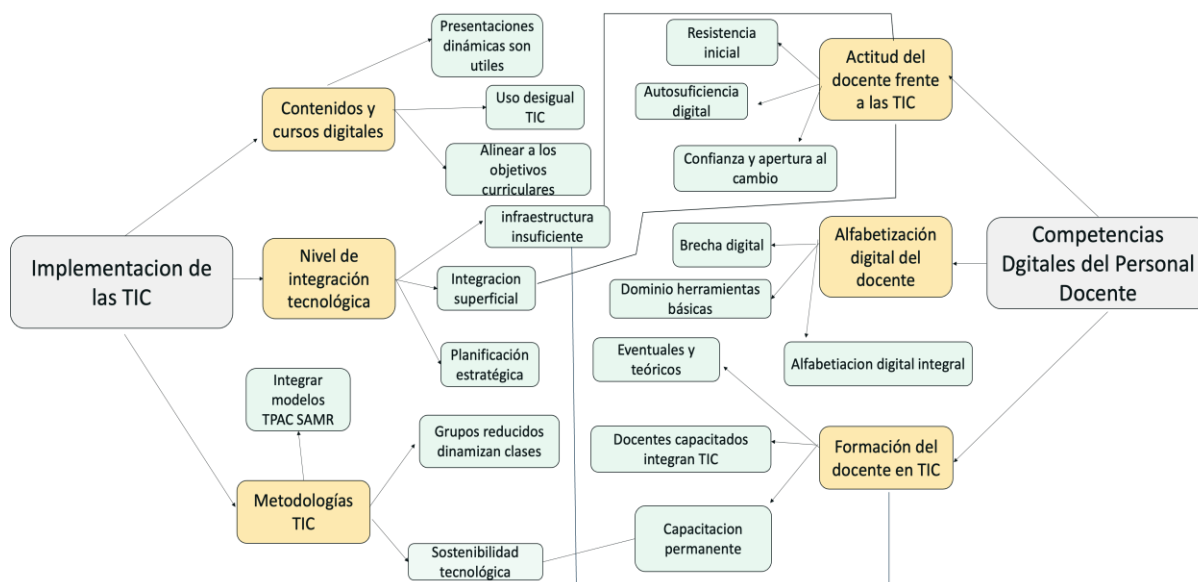 Presentaciones
dinámicas son
utiles
Contenidos y
cursos digitales
Uso desigual
TIC
Alinear a los
objetivos
curriculares
Implementacion de
las TIC
Nivel de
integración
tecnológica
infraestructura
insuficiente
Integracion
superficial
Planificación
estratégica
Integrar
modelos
TPAC SAMR
Grupos reducidos
dinamizan clases
Metodologías
TIC
Sostenibilidad
tecnológica
Resistencia
inicial
Actitud del
docente frente
a las TIC
Autosuficiencia
digital
Confianza y apertura al
cambio
Brecha digital
Alfabetización
digital del
docente
Competencias
Dgitales del Personal
Docente
Dominio herramientas
básicas
Alfabetiacion digital integral
Eventuales y
teóricos
Docentes capacitados
integran TIC
Formación del
docente en TIC
Capacitacion
permanente